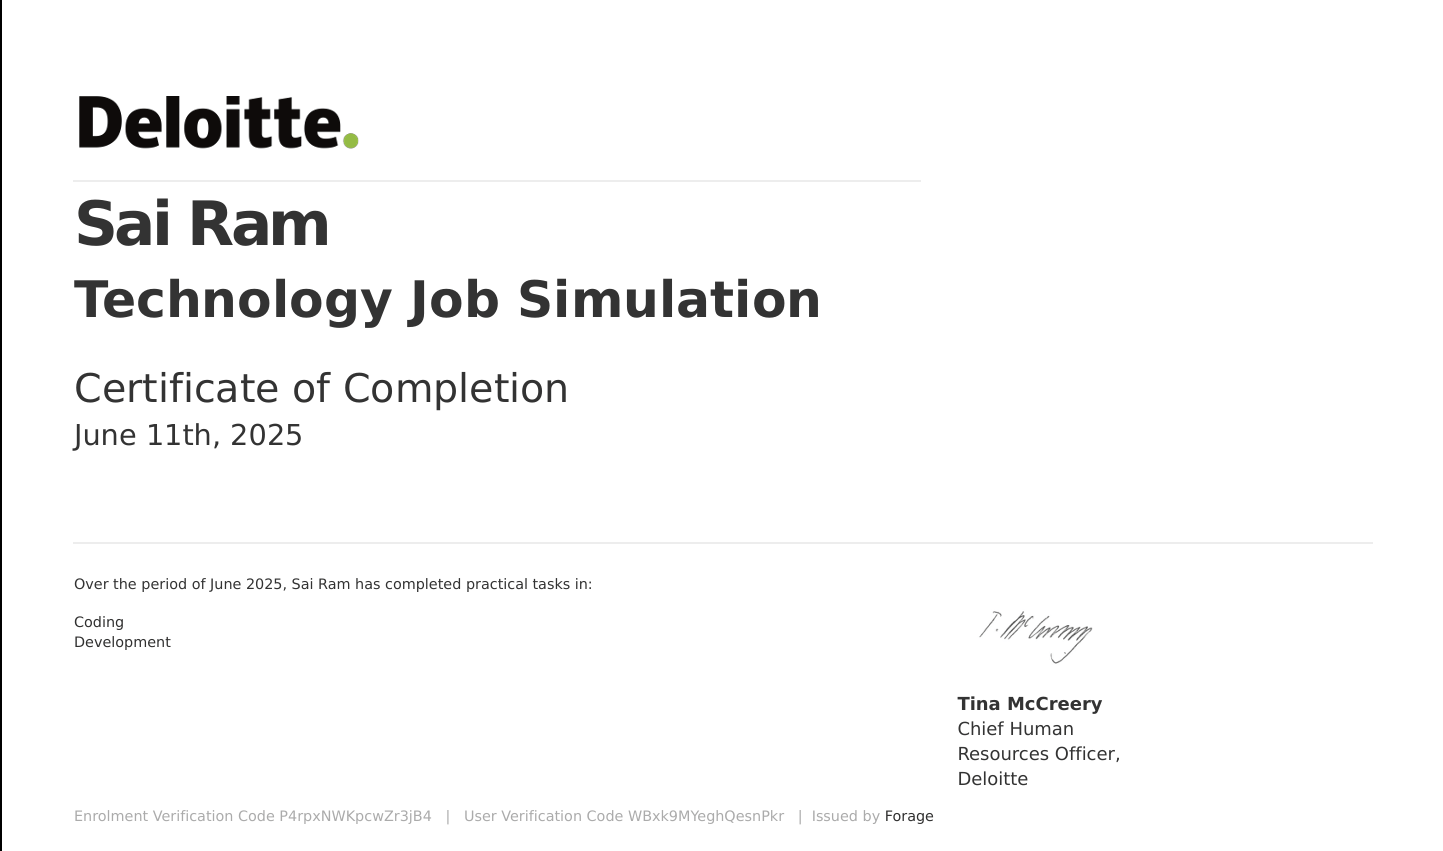 Deloitte.
Sai Ram
Technology Job Simulation
Certificate of Completion
June 11th, 2025
Over the period of June 2025, Sai Ram has completed practical tasks in:
Coding
Development
T. McCreery
Tina McCreery
Chief Human
Resources Officer,
Deloitte
Enrolment Verification Code P4rpxNWKpcwZr3jB4 | User Verification Code WBxk9MYeghQesnPkr | Issued by Forage